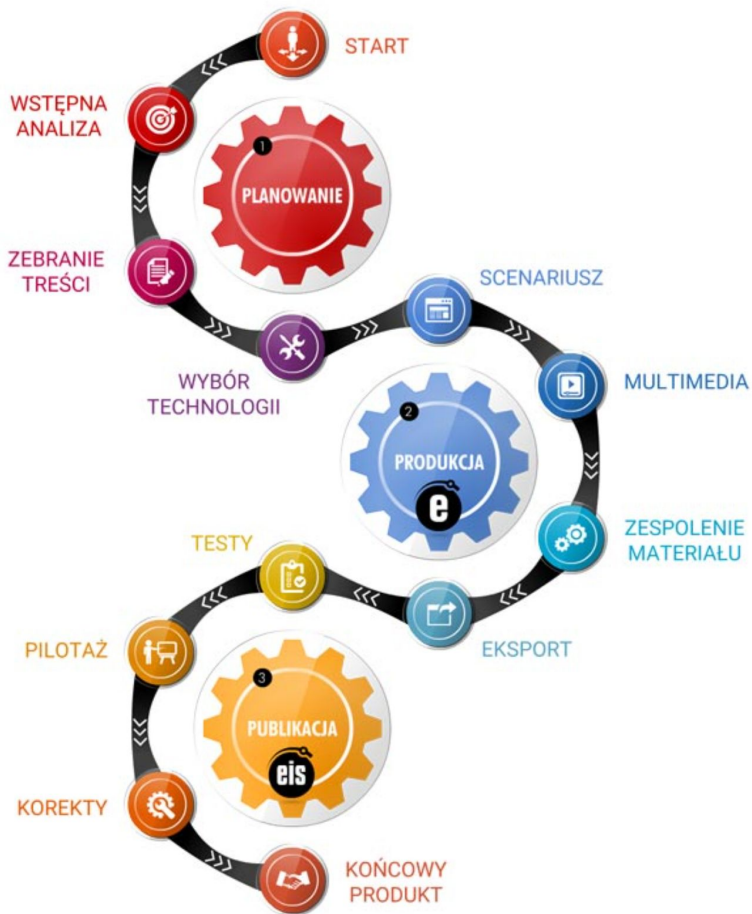 START
WSTĘPNA
ANALIZA
1
PLANOWANIE
ZEBRANIE
TREŚCI
WYBÓR
TECHNOLOGII
SCENARIUSZ
MULTIMEDIA
2
PRODUKCJA
e
ZESPOLENIE
MATERIAŁU
EKSPORT
TESTY
PILOTAŻ
3
PUBLIKACJA
eis
KOREKTY
KOŃCOWY
PRODUKT